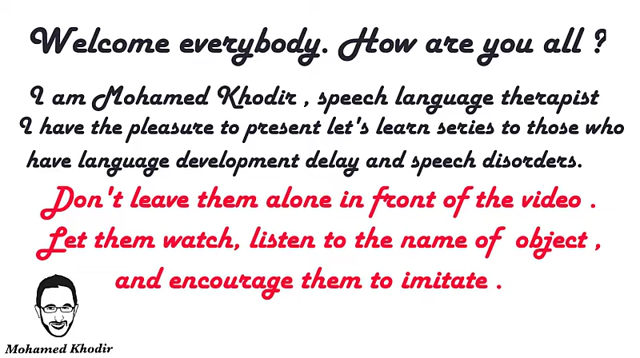 Welcome everybody. How are you all ?
I am Mohamed Khodir , speech language therapist
I have the pleasure to present let's learn series to those who
have language development delay and speech disorders.
Don't leave them alone in front of the video .
Let them watch, listen to the name of object ,
and encourage them to imitate .
Mohamed Khodir